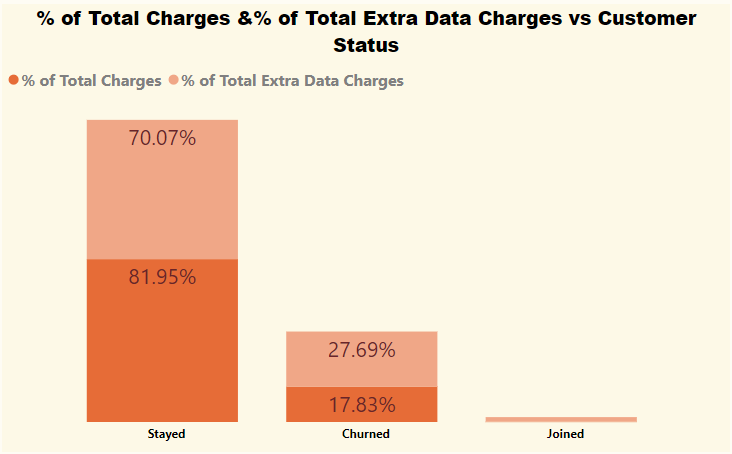 % of Total Charges &% of Total Extra Data Charges vs Customer
Status
% of Total Charges % of Total Extra Data Charges
70.07%
81.95%
27.69%
17.83%
Stayed Churned Joined